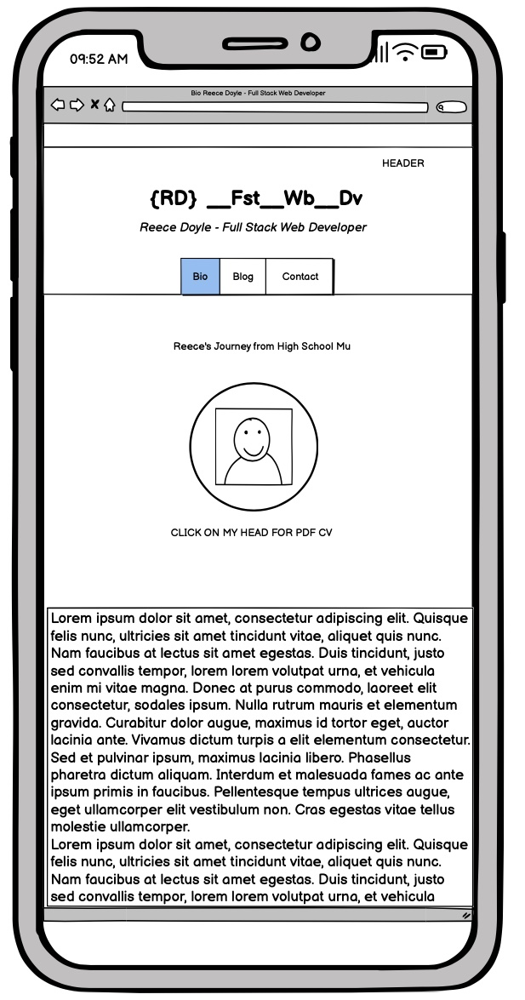 09:52 AM
Bio Reece Doyle - Full Stack Web Developer
HEADER
{RD} __Fst__Wb__Dv
Reece Doyle - Full Stack Web Developer
Bio Blog Contact
Reece's Journey from High School Mu
CLICK ON MY HEAD FOR PDF CV
Lorem ipsum dolor sit amet, consectetur adipiscing elit. Quisque
felis nunc, ultricies sit amet tincidunt vitae, aliquet quis nunc.
Nam faucibus at lectus sit amet egestas. Duis tincidunt, justo
sed convallis tempor, lorem lorem volutpat urna, et vehicula
enim mi vitae magna. Donec at purus commodo, laoreet elit
consectetur, sodales ipsum. Nulla rutrum mauris et elementum
gravida. Curabitur dolor augue, maximus id tortor eget, auctor
lacinia ante. Vivamus dictum turpis a elit elementum consectetur.
Sed et pulvinar ipsum, maximus lacinia libero. Phasellus
pharetra dictum aliquam. Interdum et malesuada fames ac ante
ipsum primis in faucibus. Pellentesque tempus ultrices augue,
eget ullamcorper elit vestibulum non. Cras egestas vitae tellus
molestie ullamcorper.
Lorem ipsum dolor sit amet, consectetur adipiscing elit. Quisque
felis nunc, ultricies sit amet tincidunt vitae, aliquet quis nunc.
Nam faucibus at lectus sit amet egestas. Duis tincidunt, justo
sed convallis tempor, lorem lorem volutpat urna, et vehicula